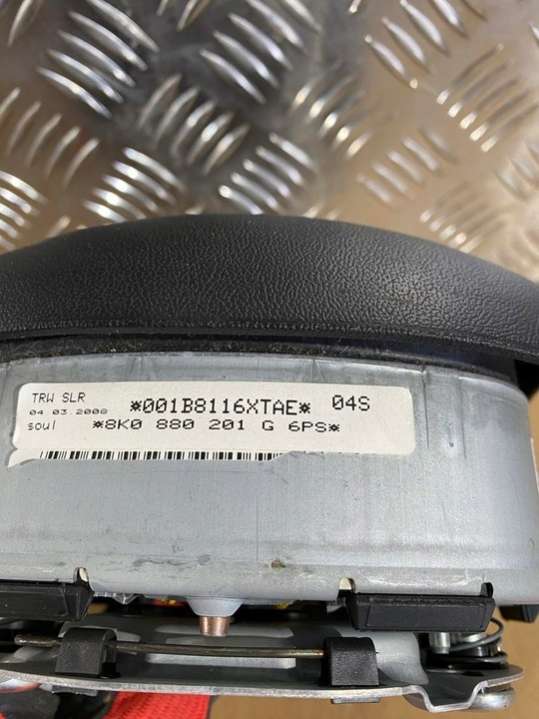 TRW SLR *001B8116XTAE* 04S
04 03.2008
soul *8K0 880 201 G 6PS*